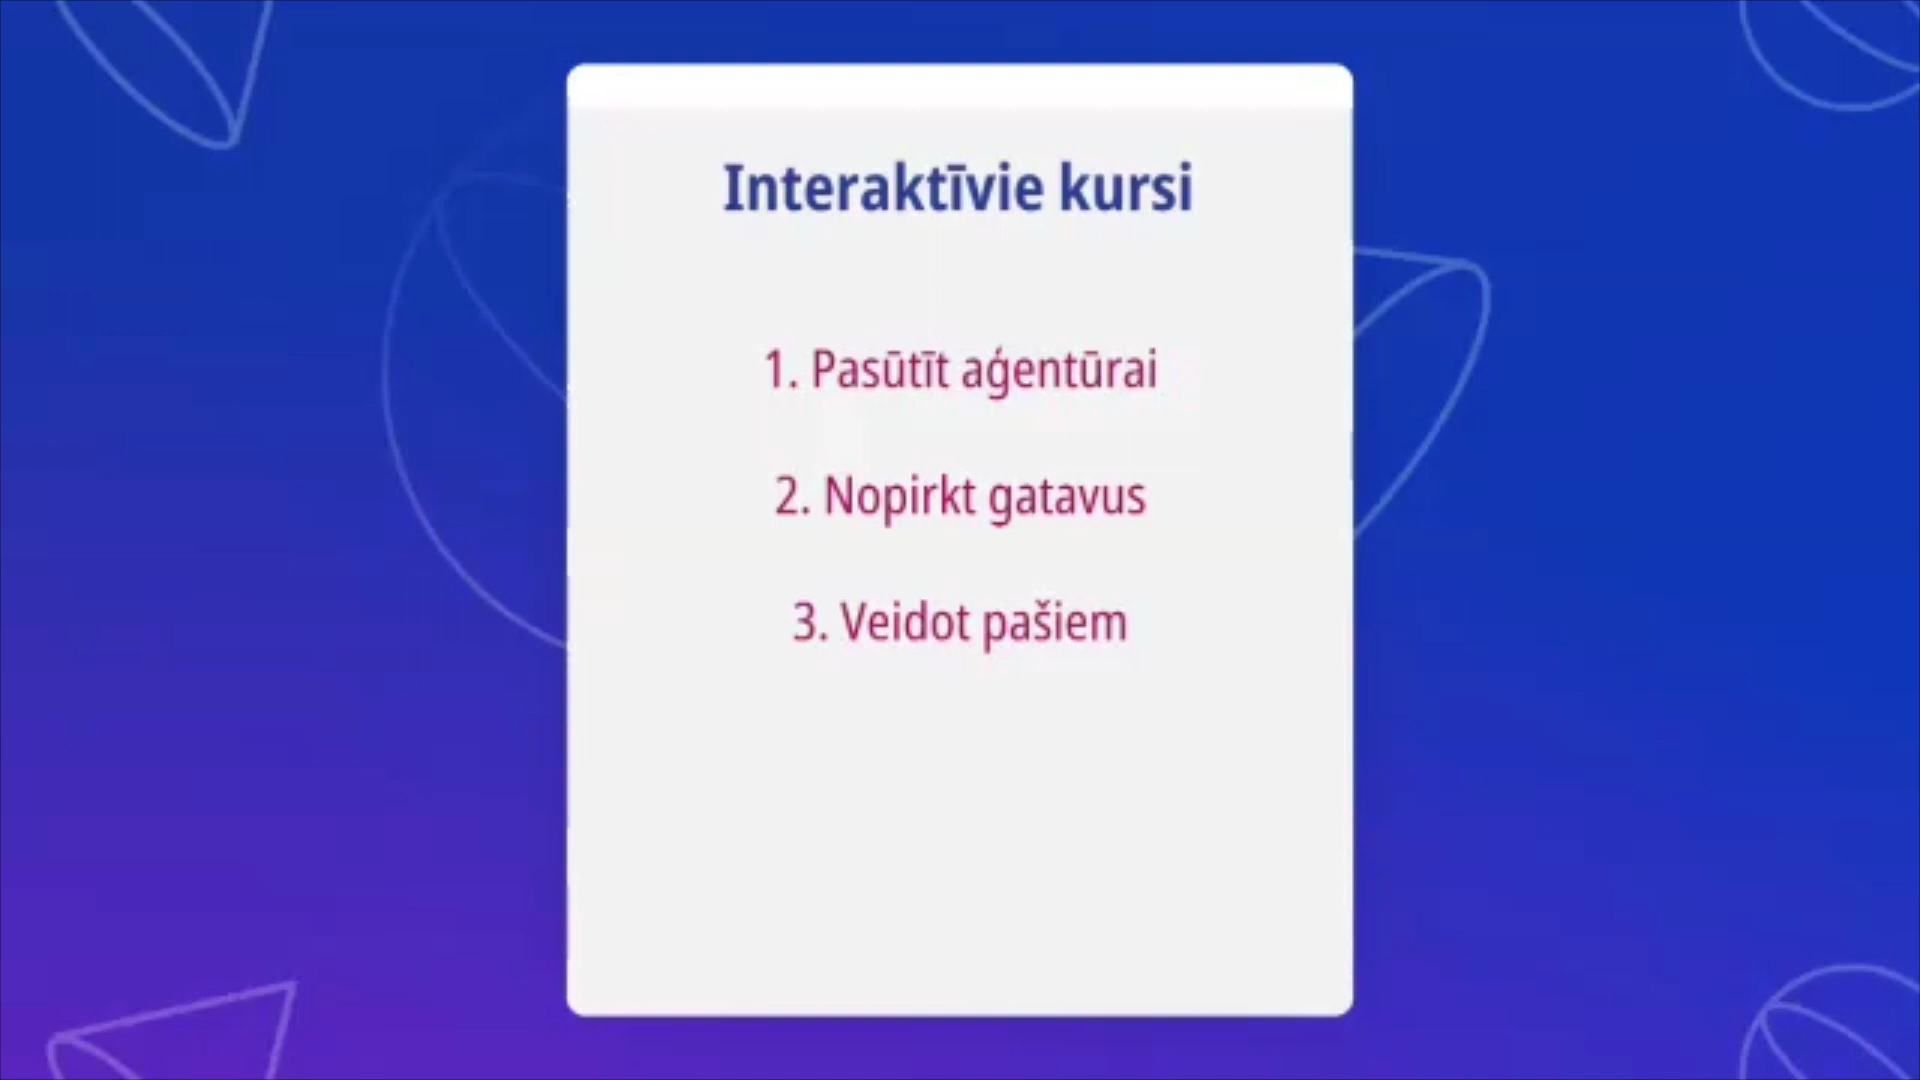 Interaktīvie kursi
1. Pasūtīt aģentūrai
2. Nopirkt gatavus
3. Veidot pašiem